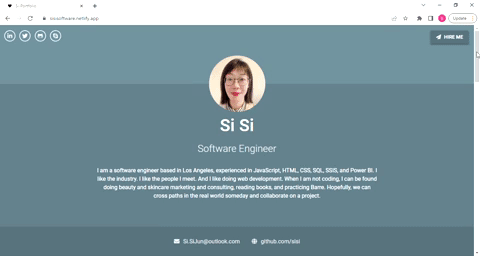 Si Portfolio
sisisoftware.netlify.app
Update
HIRE ME
Si Si
Software Engineer
I am a software engineer based in Los Angeles, experienced in JavaScript, HTML, CSS, SQL, SSIS, and Power BI. I
like the industry. I like the people I meet. And I like doing web development. When I am not coding, I can be found
doing beauty and skincare marketing and consulting, reading books, and practicing Barre. Hopefully, we can
cross paths in the real world someday and collaborate on a project.
Si.SiJun@outlook.com
github.com/sisi